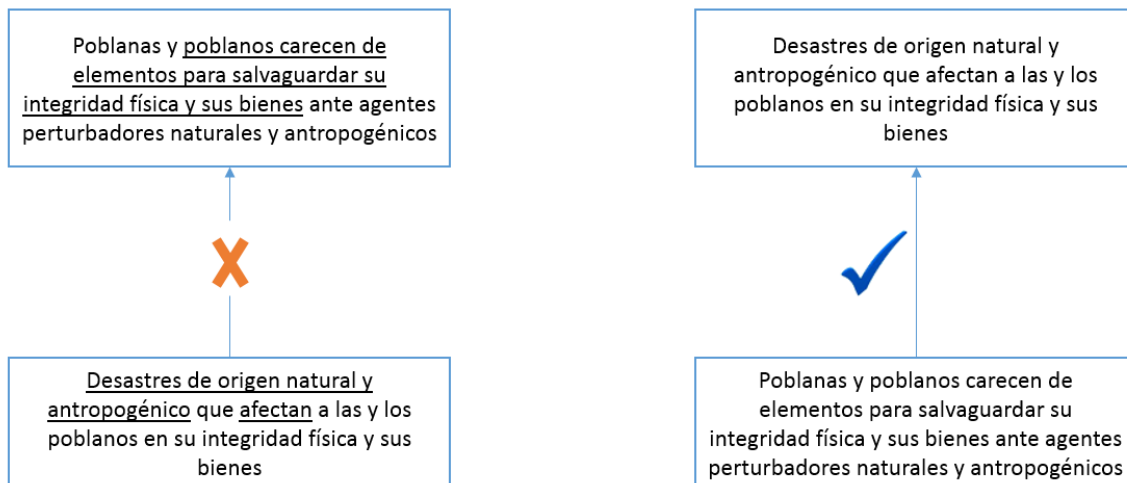 Poblanas y poblanos carecen de
elementos para salvaguardar su
integridad física y sus bienes ante agentes
perturbadores naturales y antropogénicos
Desastres de origen natural y
antropogénico que afectan a las y los
poblanos en su integridad física y sus
bienes
Desastres de origen natural y
antropogénico que afectan a las y los
poblanos en su integridad física y sus
bienes
Poblanas y poblanos carecen de
elementos para salvaguardar su
integridad física y sus bienes ante agentes
perturbadores naturales y antropogénicos